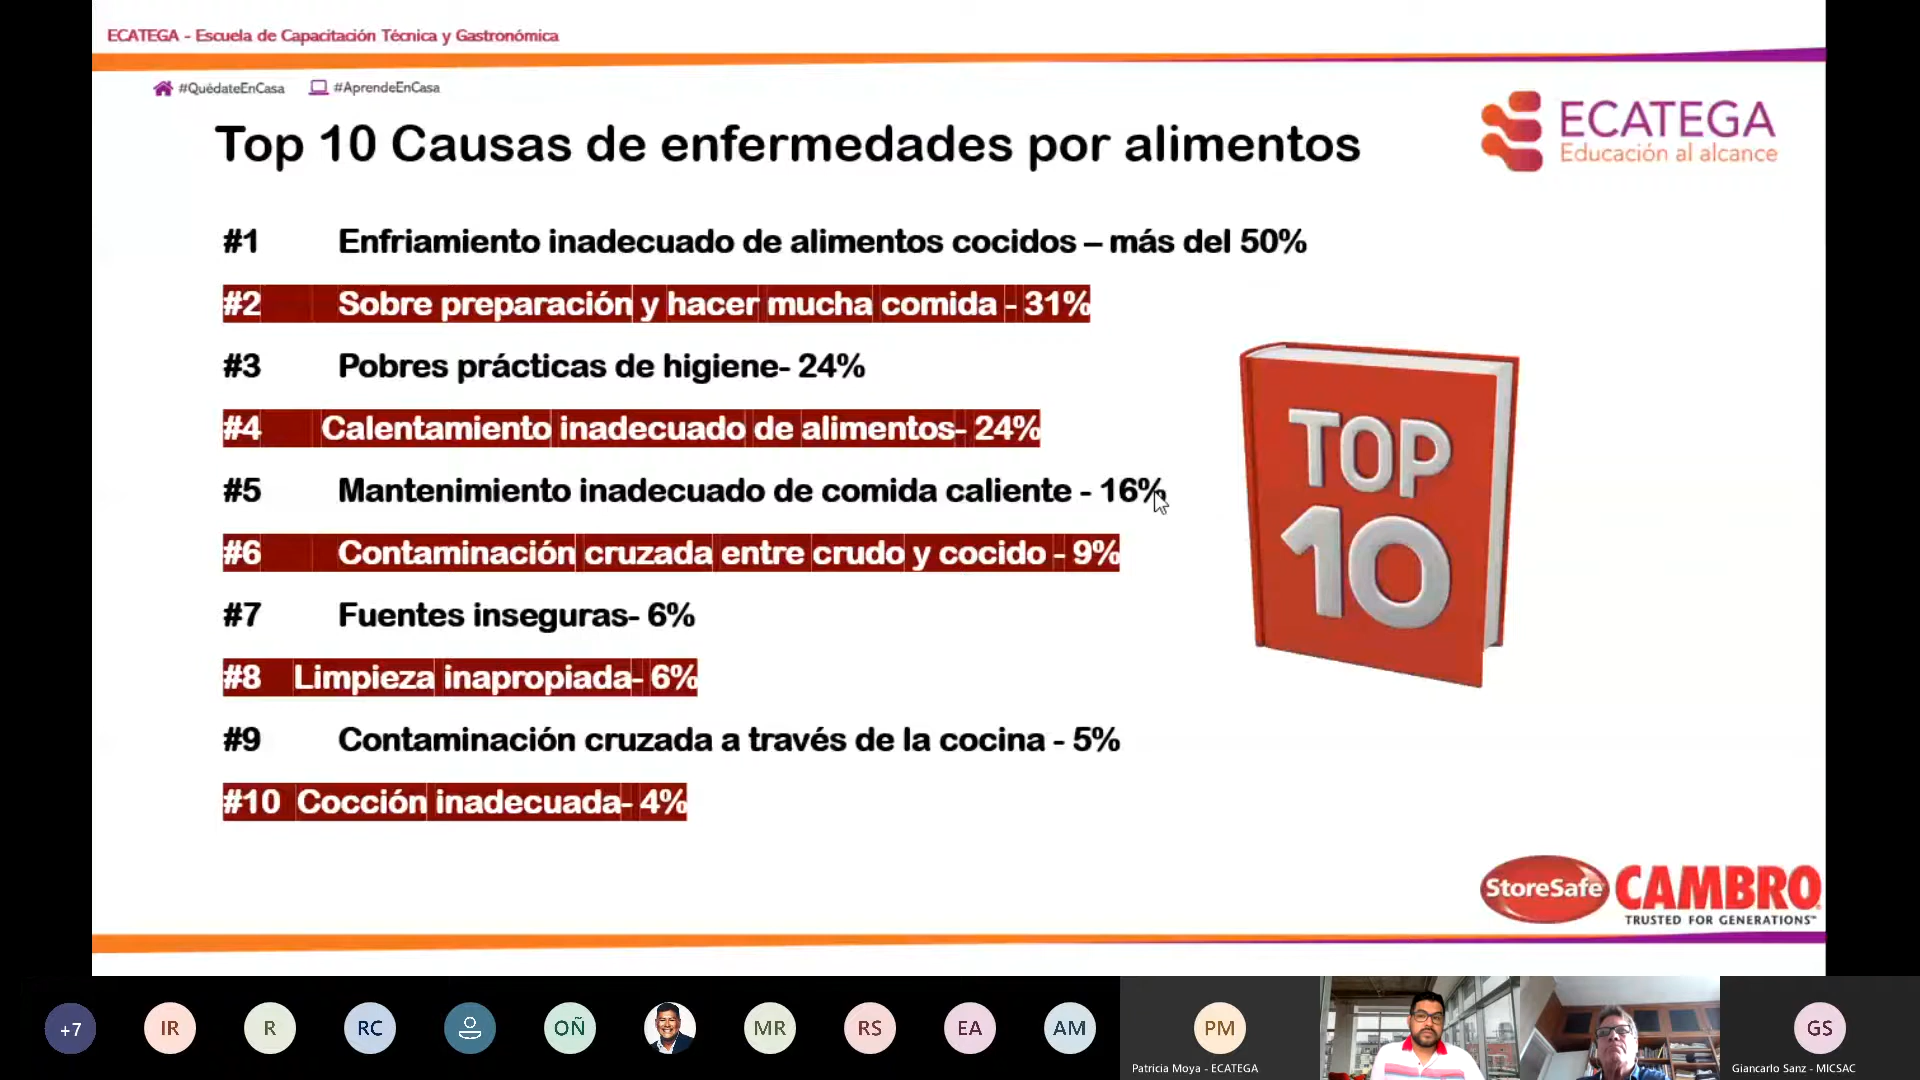 ECATEGA - Escuela de Capacitación Técnica y Gastronómica
#QuédateEnCasa #AprendeEnCasa
ECATEGA
Educación al alcance
Top 10 Causas de enfermedades por alimentos
#1 Enfriamiento inadecuado de alimentos cocidos – más del 50%
#2 Sobre preparación y hacer mucha comida - 31%
#3 Pobres prácticas de higiene- 24%
#4 Calentamiento inadecuado de alimentos- 24%
#5 Mantenimiento inadecuado de comida caliente - 16%
#6 Contaminación cruzada entre crudo y cocido - 9%
#7 Fuentes inseguras- 6%
#8 Limpieza inapropiada- 6%
#9 Contaminación cruzada a través de la cocina - 5%
#10 Cocción inadecuada- 4%
TOP
10
StoreSafe CAMBRO
TRUSTED FOR GENERATIONS™
+7 IR R RC OÑ MR RS EA AM PM GS
Patricia Moya - ECATEGA Giancarlo Sanz - MICSAC